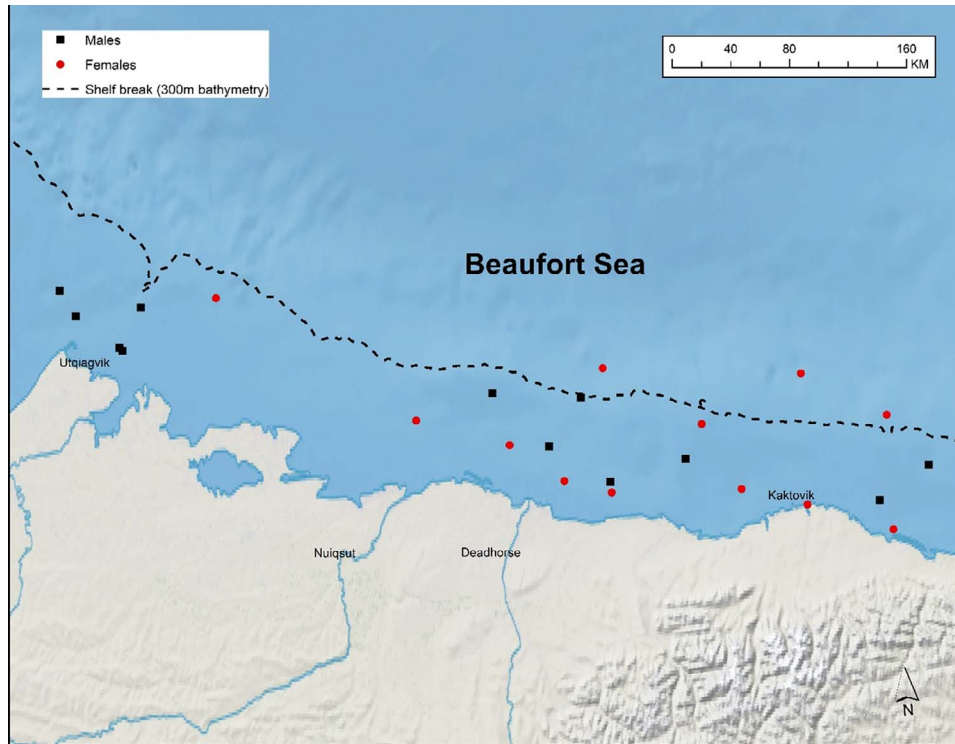 Males
Females
Shelf break (300m bathymetry)
0 40 80 160
KM
Beaufort Sea
Utqiagvik
Kaktovik
Nuiqsut
Deadhorse
N